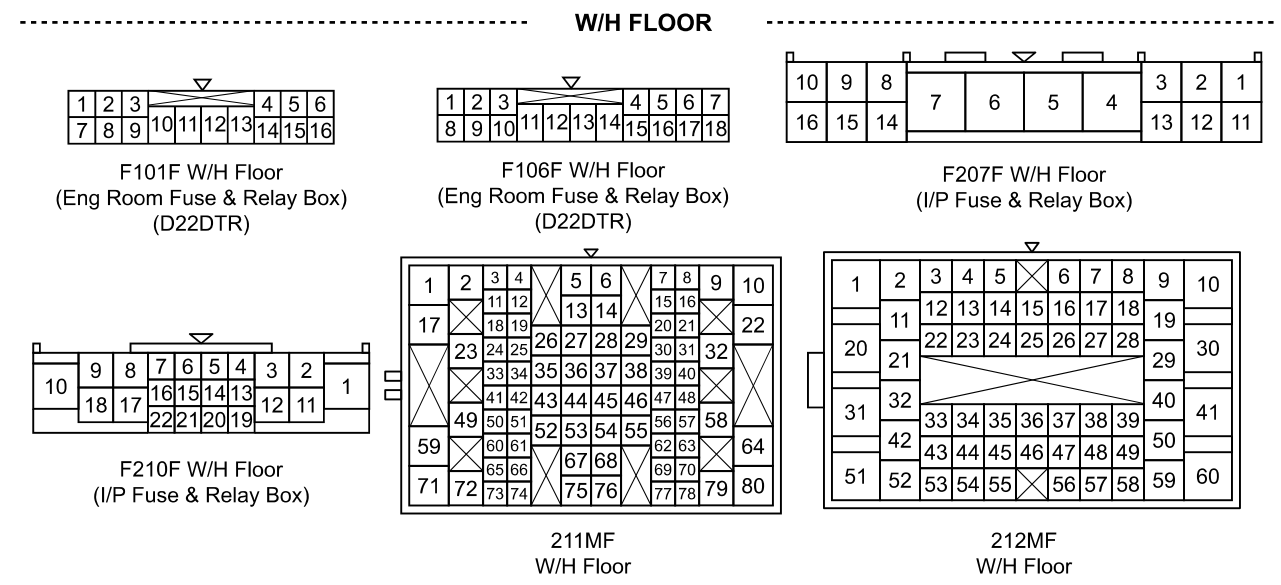 W/H FLOOR
1 2 3 4 5 6
7 8 9 10 11 12 13 14 15 16
F101F W/H Floor
(Eng Room Fuse & Relay Box)
(D22DTR)
1 2 3 4 5 6 7
8 9 10 11 12 13 14 15 16 17 18
F106F W/H Floor
(Eng Room Fuse & Relay Box)
(D22DTR)
10 9 8 7 6 5 4 3 2 1
16 15 14 13 12 11
F207F W/H Floor
(I/P Fuse & Relay Box)
10 9 8 7 6 5 4 3 2 1
18 17 16 15 14 13 12 11
22 21 20 19
F210F W/H Floor
(I/P Fuse & Relay Box)
1 2 3 4 5 6 7 8 9 10
11 12 13 14 15 16
17 18 19 20 21 22
23 24 25 26 27 28 29 30 31 32
33 34 35 36 37 38 39 40
41 42 43 44 45 46 47 48
49 50 51 52 53 54 55 56 57 58
59 60 61 62 63 64
65 66 67 68 69 70
71 72 73 74 75 76 77 78 79 80
211MF
W/H Floor
1 2 3 4 5 6 7 8 9 10
11 12 13 14 15 16 17 18 19
20 21 22 23 24 25 26 27 28 29 30
31 32 33 34 35 36 37 38 39 40 41
42 43 44 45 46 47 48 49 50
51 52 53 54 55 56 57 58 59 60
212MF
W/H Floor